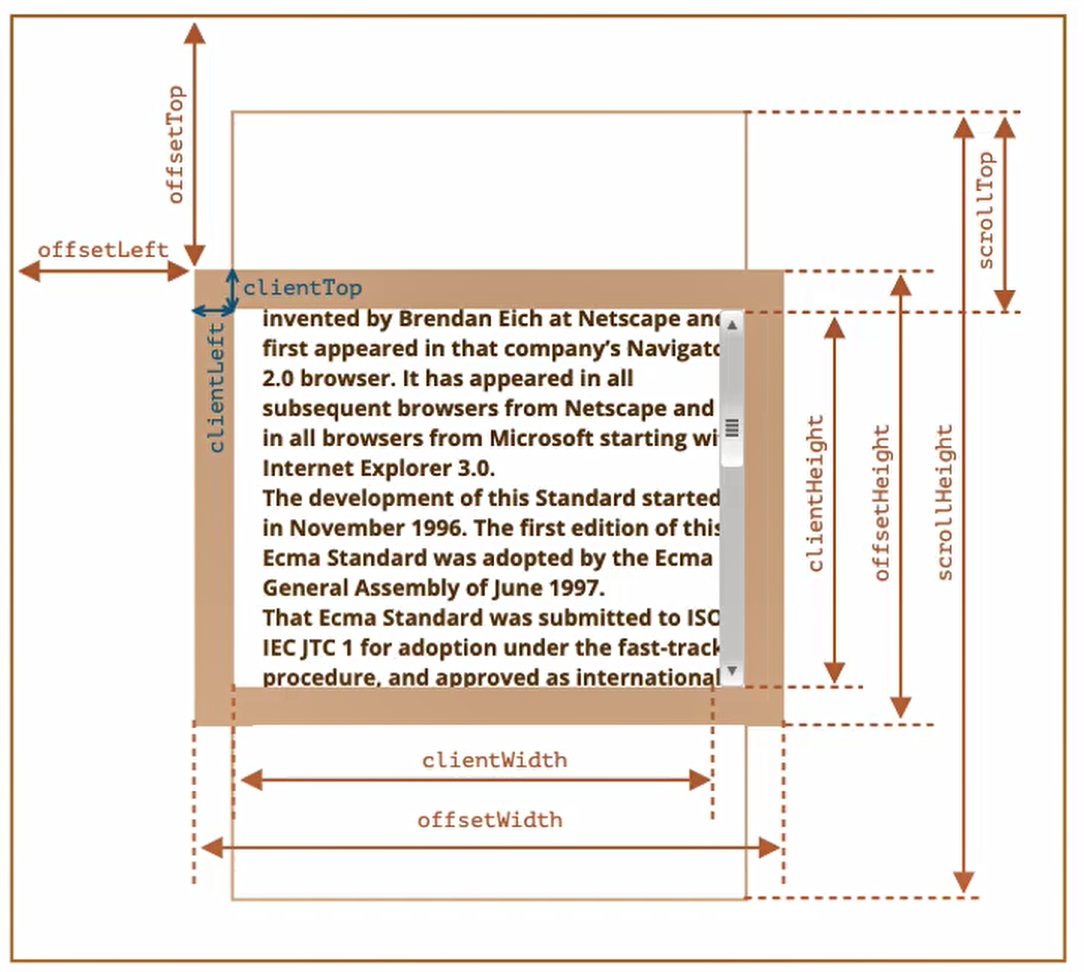 offsetTop
scrollTop
offsetLeft
clientTop
clientLeft
invented by Brendan Eich at Netscape and
first appeared in that company’s Navigato
2.0 browser. It has appeared in all
subsequent browsers from Netscape and
in all browsers from Microsoft starting wi
Internet Explorer 3.0.
The development of this Standard started
in November 1996. The first edition of this
Ecma Standard was adopted by the Ecma
General Assembly of June 1997.
That Ecma Standard was submitted to ISO
IEC JTC 1 for adoption under the fast-track
procedure, and approved as international
clientHeight
offsetHeight
scrollHeight
clientWidth
offsetWidth